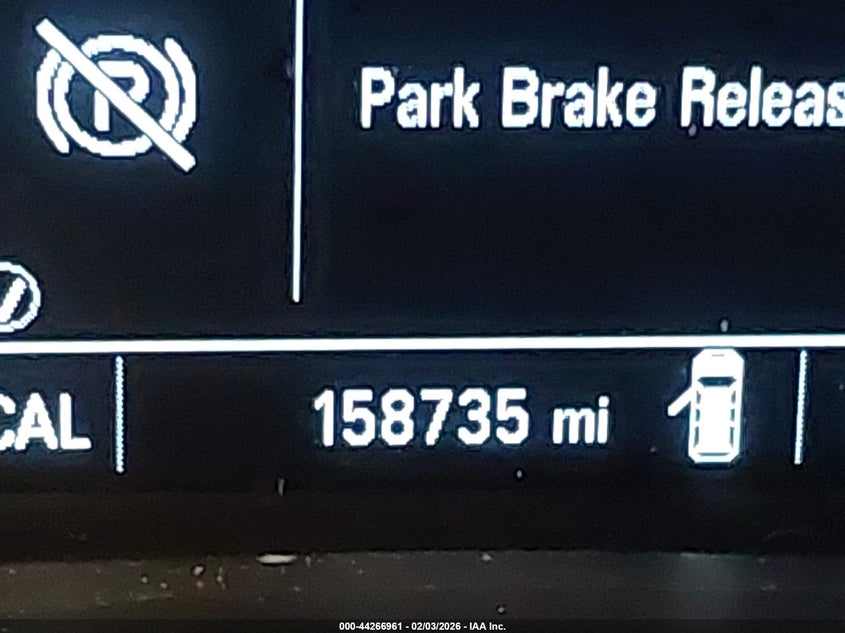 Park Brake Releas
CAL
158735 mi
000-44266961 - 02/03/2026 - IAA Inc.